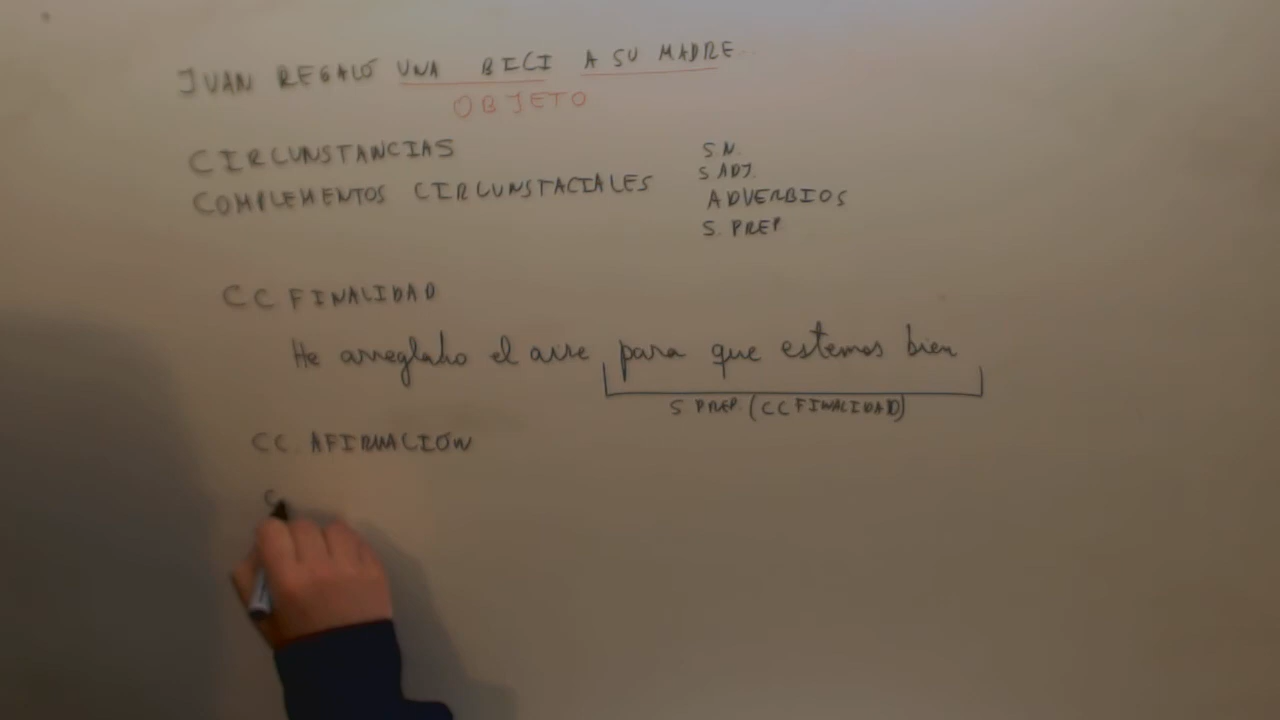 JUAN REGALÓ UNA BICI A SU MADRE
OBJETO
CIRCUNSTANCIAS
COMPLEMENTOS CIRCUNSTACIALES
S N.
S ADJ.
ADVERBIOS
S. PREP
CC FINALIDAD
He arreglado el aire para que estemos bien
S PREP. (CC FINALIDAD)
CC. AFIRMACIÓN